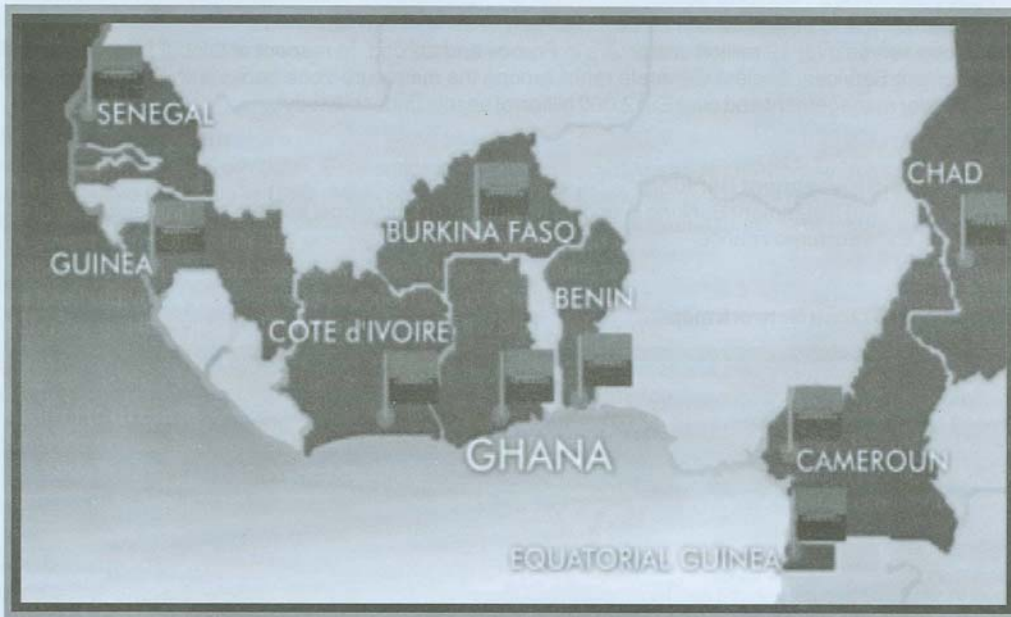 SENEGAL
CHAD
BURKINA FASO
GUINEA
BENIN
COTE d'IVOIRE
GHANA
CAMEROUN
EQUATORIAL GUINEA